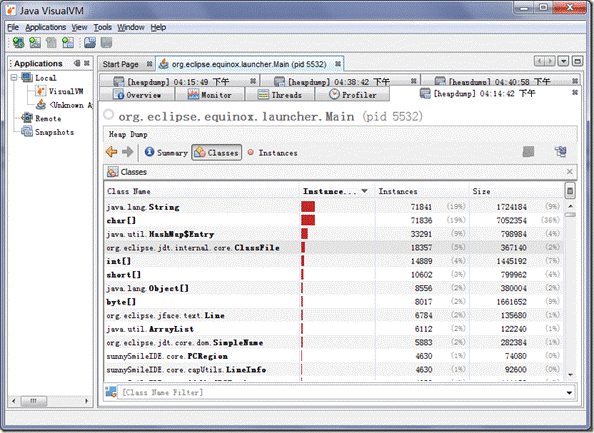 Java VisualVM
File Applications View Tools Window Help
Applications
Local
VisualVM
<Unknown Ap
Remote
Snapshots
Start Page org.eclipse.equinox.launcher.Main (pid 5532)
[heapdump] 04:15:49 下午 [heapdump] 04:38:42 下午 [heapdump] 04:40:58 下午
Overview Monitor Threads Profiler [heapdump] 04:14:42 下午
org.eclipse.equinox.launcher.Main (pid 5532)
Heap Dump
Summary Classes Instances
Classes
Class Name Instance... Instances Size
java.lang.String 71841 (19%) 1724184 (9%)
char[] 71836 (19%) 7052354 (36%)
java.util.HashMap$Entry 33291 (9%) 798984 (4%)
org.eclipse.jdt.internal.core.ClassFile 18357 (5%) 367140 (2%)
int[] 14889 (4%) 1445192 (7%)
short[] 10602 (3%) 799962 (4%)
java.lang.Object[] 8556 (2%) 380004 (2%)
byte[] 8017 (2%) 1661652 (9%)
org.eclipse.jface.text.Line 6784 (2%) 135680 (1%)
java.util.ArrayList 6112 (2%) 122240 (1%)
org.eclipse.jdt.core.dom.SimpleName 5883 (2%) 282384 (1%)
sunnySmileIDE.core.PCRegion 4630 (1%) 74080 (0%)
sunnySmileIDE.core.capUtils.LineInfo 4630 (1%) 92600 (0%)
[Class Name Filter]